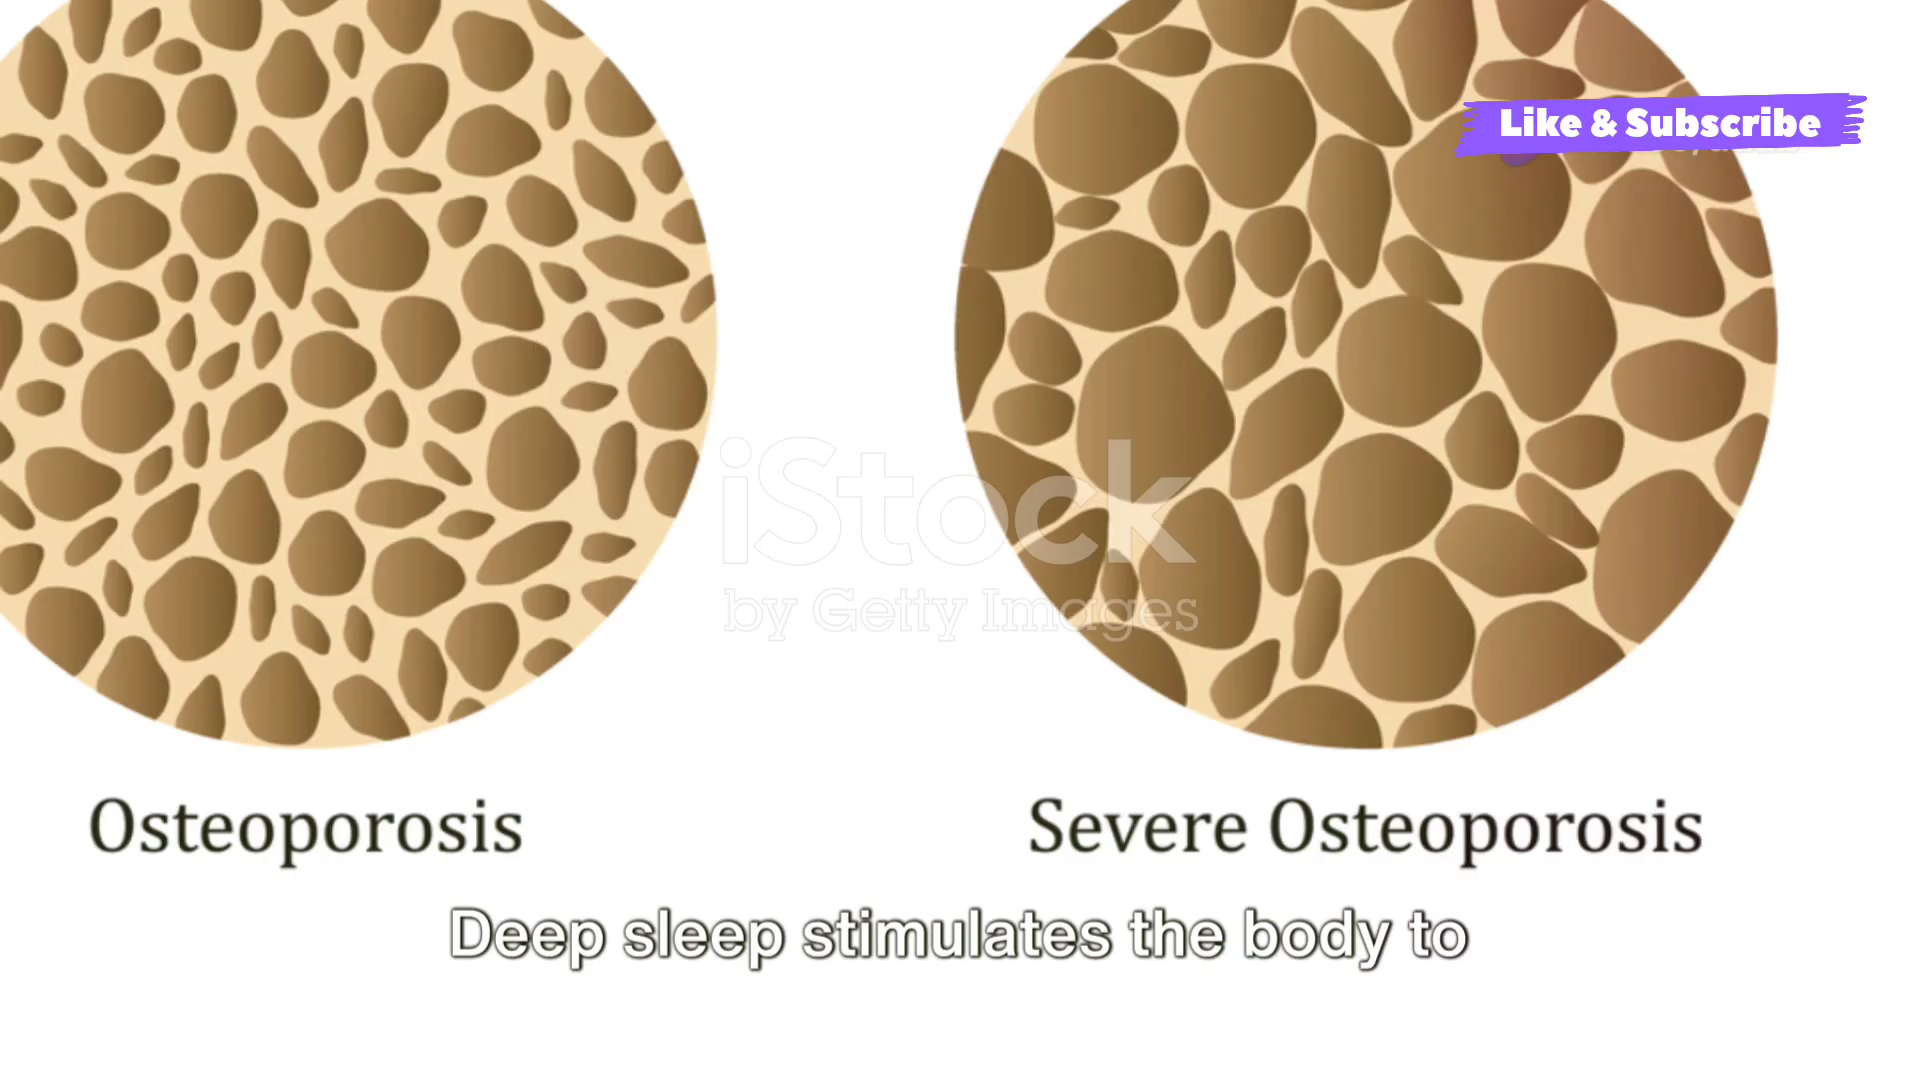 Like & Subscribe
iStock
by Getty Images
Osteoporosis
Severe Osteoporosis
Deep sleep stimulates the body to